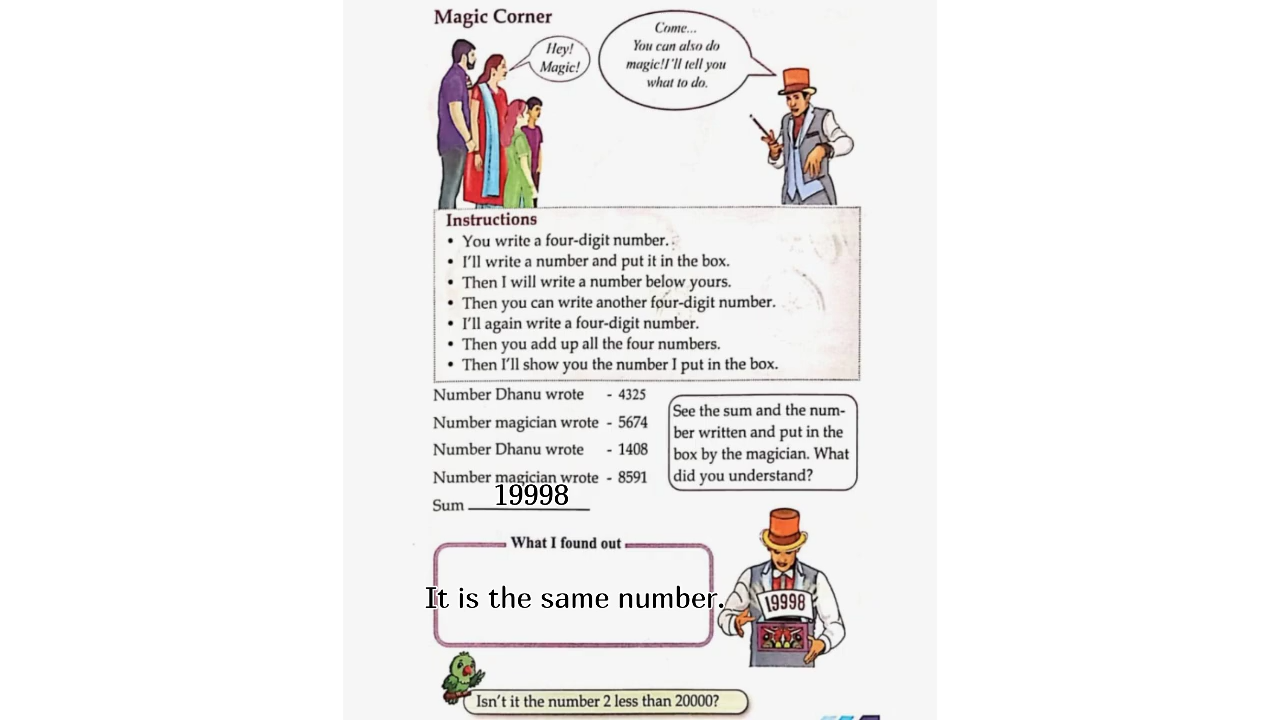 Magic Corner
Hey!
Magic!
Come...
You can also do
magic!I'll tell you
what to do.
Instructions
• You write a four-digit number.
• I'll write a number and put it in the box.
• Then I will write a number below yours.
• Then you can write another four-digit number.
• I'll again write a four-digit number.
• Then you add up all the four numbers.
• Then I'll show you the number I put in the box.
Number Dhanu wrote - 4325
Number magician wrote - 5674
Number Dhanu wrote - 1408
Number magician wrote - 8591
Sum 19998
See the sum and the num-
ber written and put in the
box by the magician. What
did you understand?
What I found out
It is the same number.
19998
Isn't it the number 2 less than 20000?